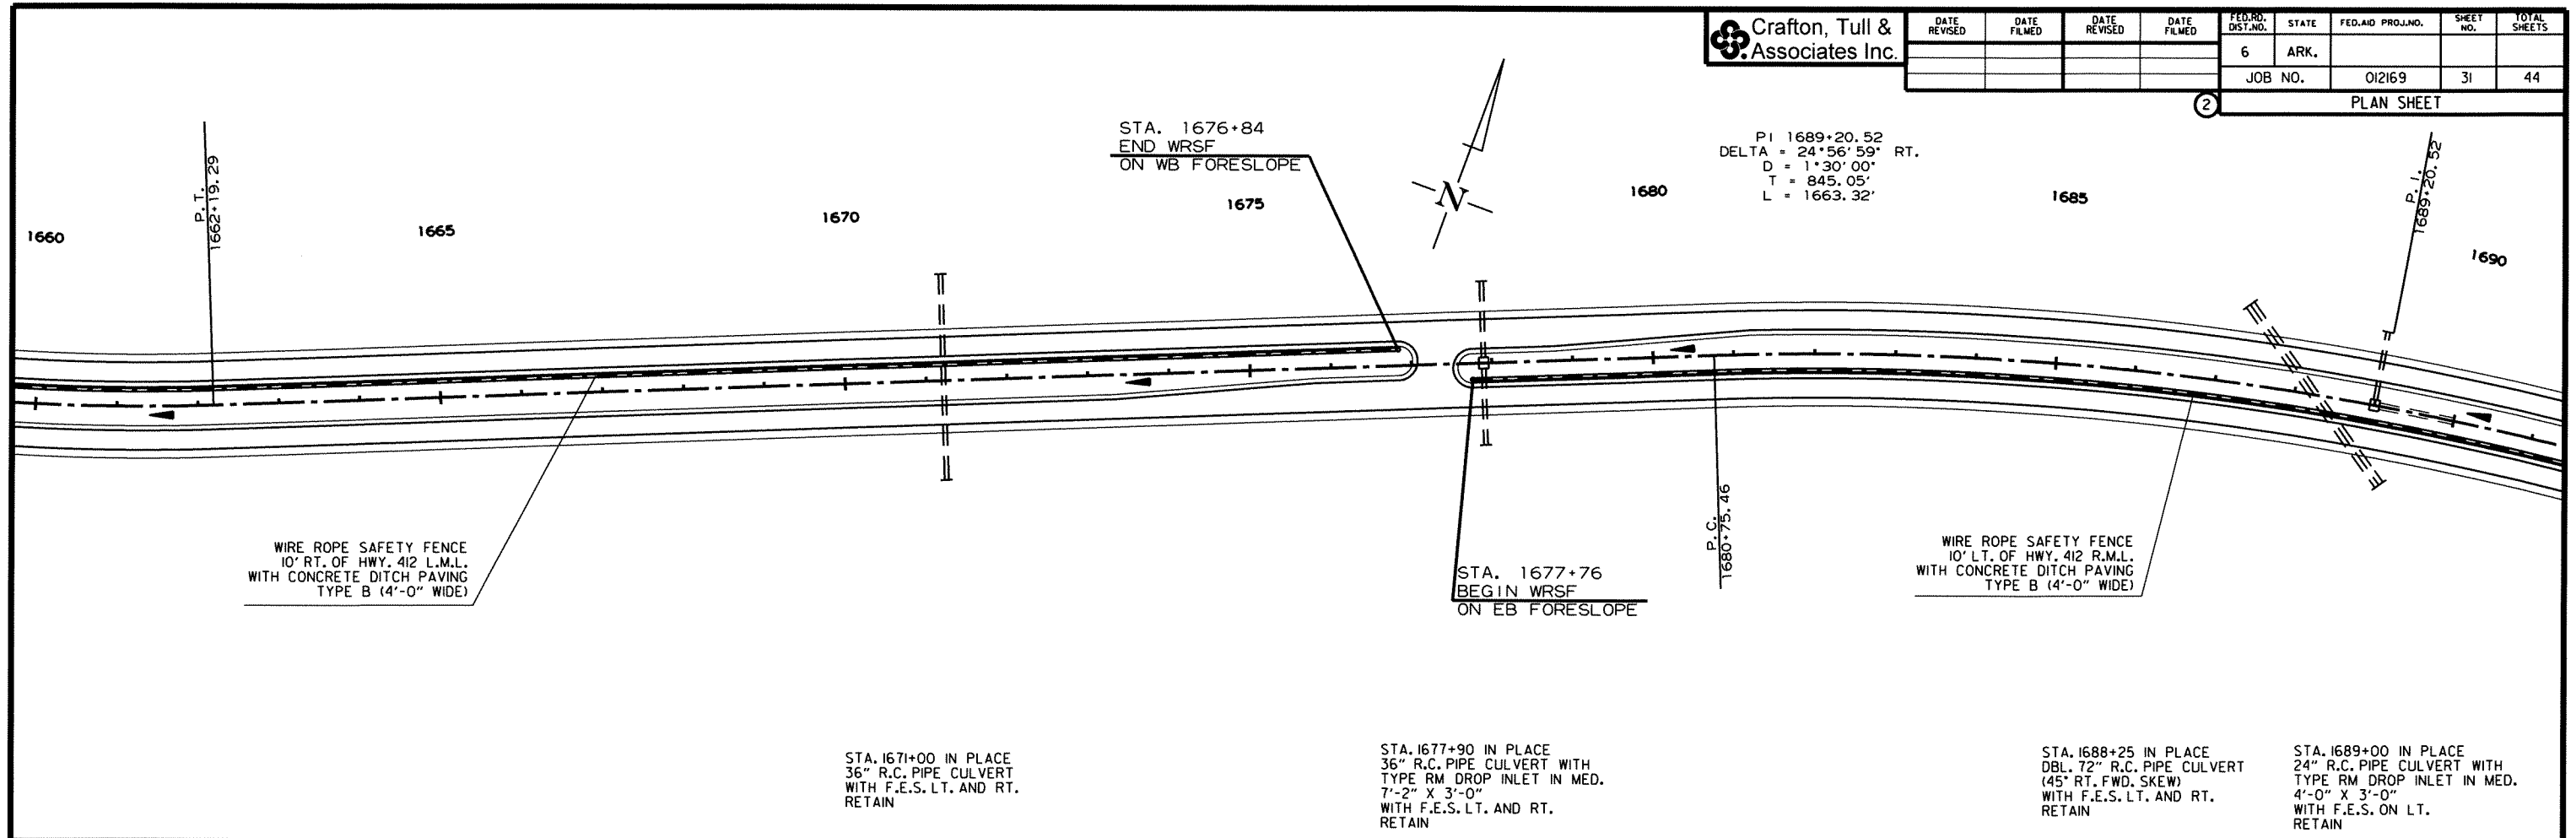 Crafton, Tull &
Associates Inc.
DATE REVISED
DATE FILMED
DATE REVISED
DATE FILMED
FED.RD. DIST.NO.
STATE
FED.AID PROJ.NO.
SHEET NO.
TOTAL SHEETS
6
ARK.
JOB NO.
012169
31
44
2
PLAN SHEET
STA. 1676+84
END WRSF
ON WB FORESLOPE
PI 1689+20.52
DELTA = 24°56'59" RT.
D = 1°30'00"
T = 845.05'
L = 1663.32'
P.T.
1662+19.29
P.I.
1689+20.52
1660
1665
1670
1675
N
1680
1685
1690
WIRE ROPE SAFETY FENCE
10' RT. OF HWY. 412 L.M.L.
WITH CONCRETE DITCH PAVING
TYPE B (4'-0" WIDE)
STA. 1677+76
BEGIN WRSF
ON EB FORESLOPE
P.C.
1680+75.46
WIRE ROPE SAFETY FENCE
10' LT. OF HWY. 412 R.M.L.
WITH CONCRETE DITCH PAVING
TYPE B (4'-0" WIDE)
STA. 1671+00 IN PLACE
36" R.C. PIPE CULVERT
WITH F.E.S. LT. AND RT.
RETAIN
STA. 1677+90 IN PLACE
36" R.C. PIPE CULVERT WITH
TYPE RM DROP INLET IN MED.
7'-2" X 3'-0"
WITH F.E.S. LT. AND RT.
RETAIN
STA. 1688+25 IN PLACE
DBL. 72" R.C. PIPE CULVERT
(45° RT. FWD. SKEW)
WITH F.E.S. LT. AND RT.
RETAIN
STA. 1689+00 IN PLACE
24" R.C. PIPE CULVERT WITH
TYPE RM DROP INLET IN MED.
4'-0" X 3'-0"
WITH F.E.S. ON LT.
RETAIN